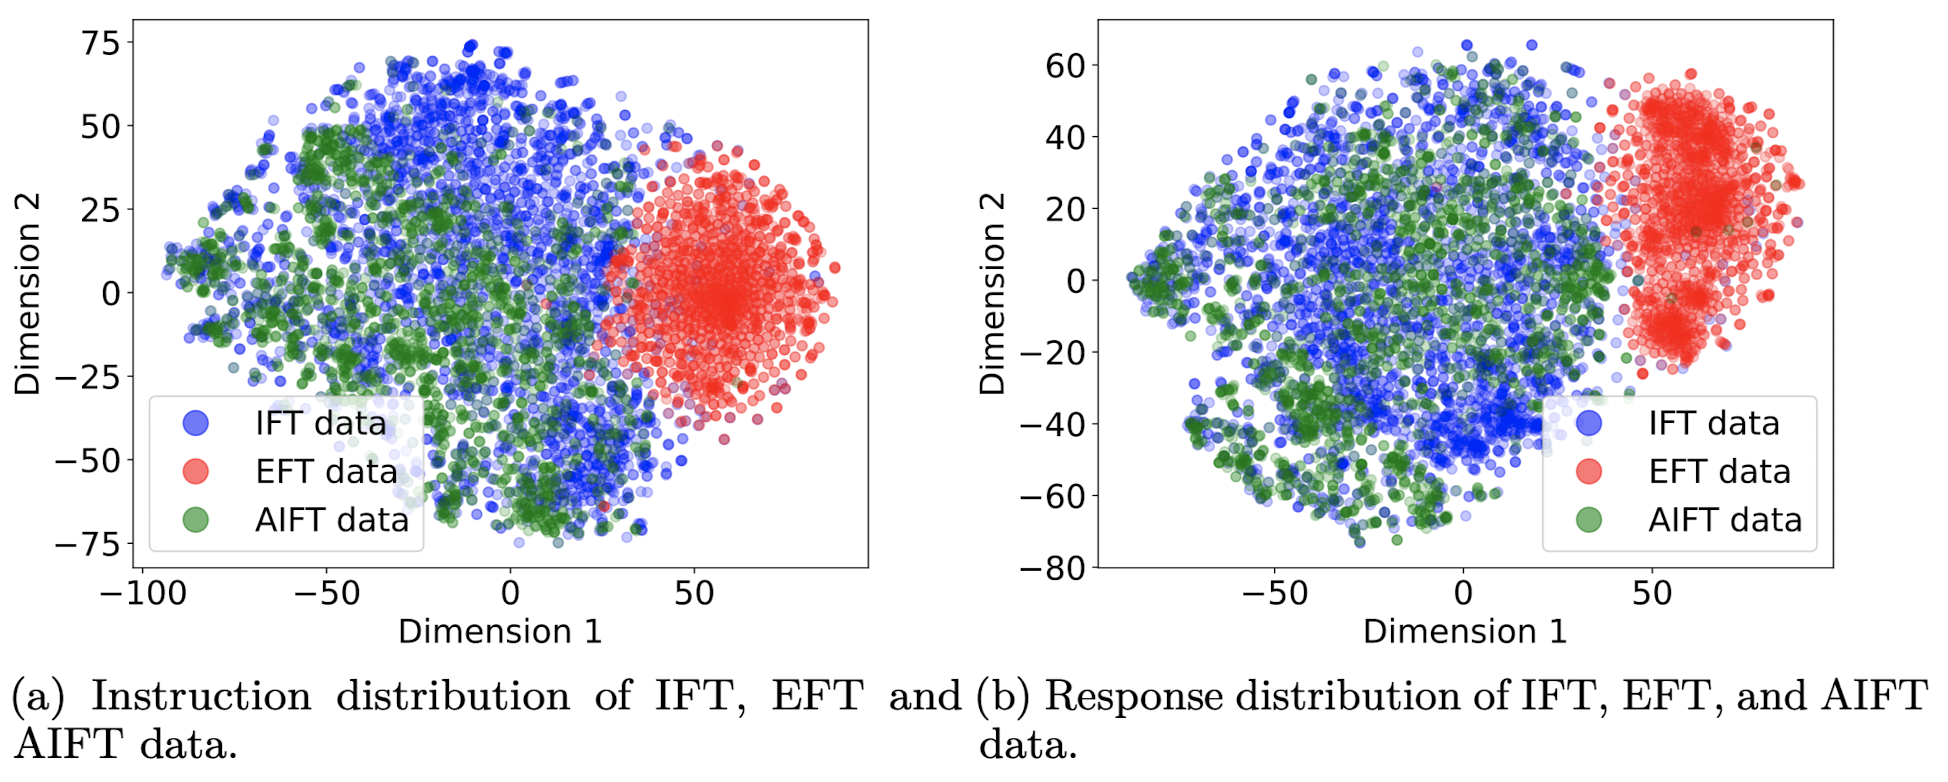 75
50
25
0
−25
−50
−75
Dimension 2
IFT data
EFT data
AIFT data
−100
−50
0
50
Dimension 1
60
40
20
0
−20
−40
−60
−80
Dimension 2
IFT data
EFT data
AIFT data
−50
0
50
Dimension 1
(a) Instruction distribution of IFT, EFT and
AIFT data.
(b) Response distribution of IFT, EFT, and AIFT
data.